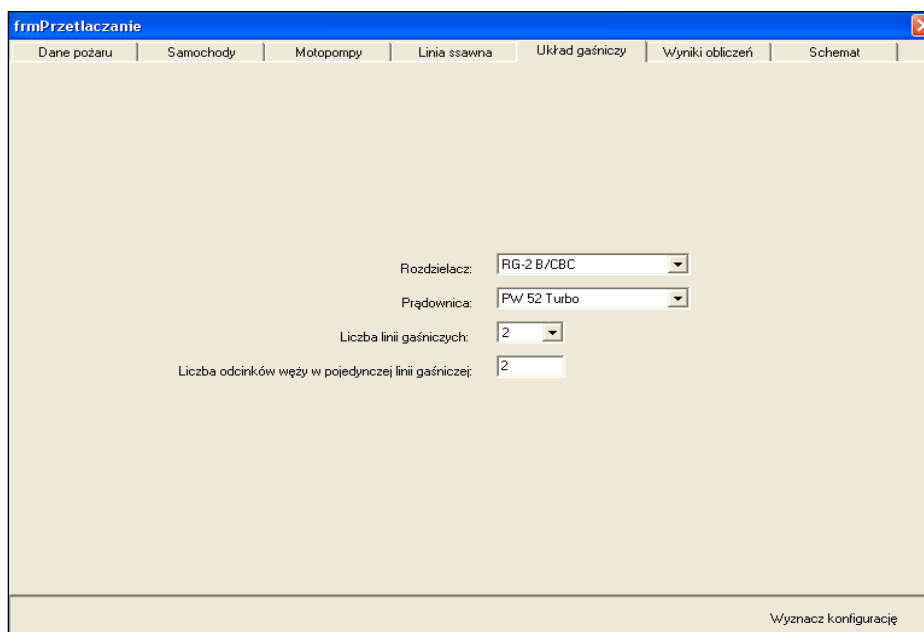 frmPrzetlaczanie
Dane pożaru Samochody Motopompy Linia ssawna Układ gaśniczy Wyniki obliczeń Schemat
Rozdzielacz: RG-2 B/CBC
Prądownica: PW 52 Turbo
Liczba linii gaśniczych: 2
Liczba odcinków węży w pojedynczej linii gaśniczej: 2
Wyznacz konfigurację